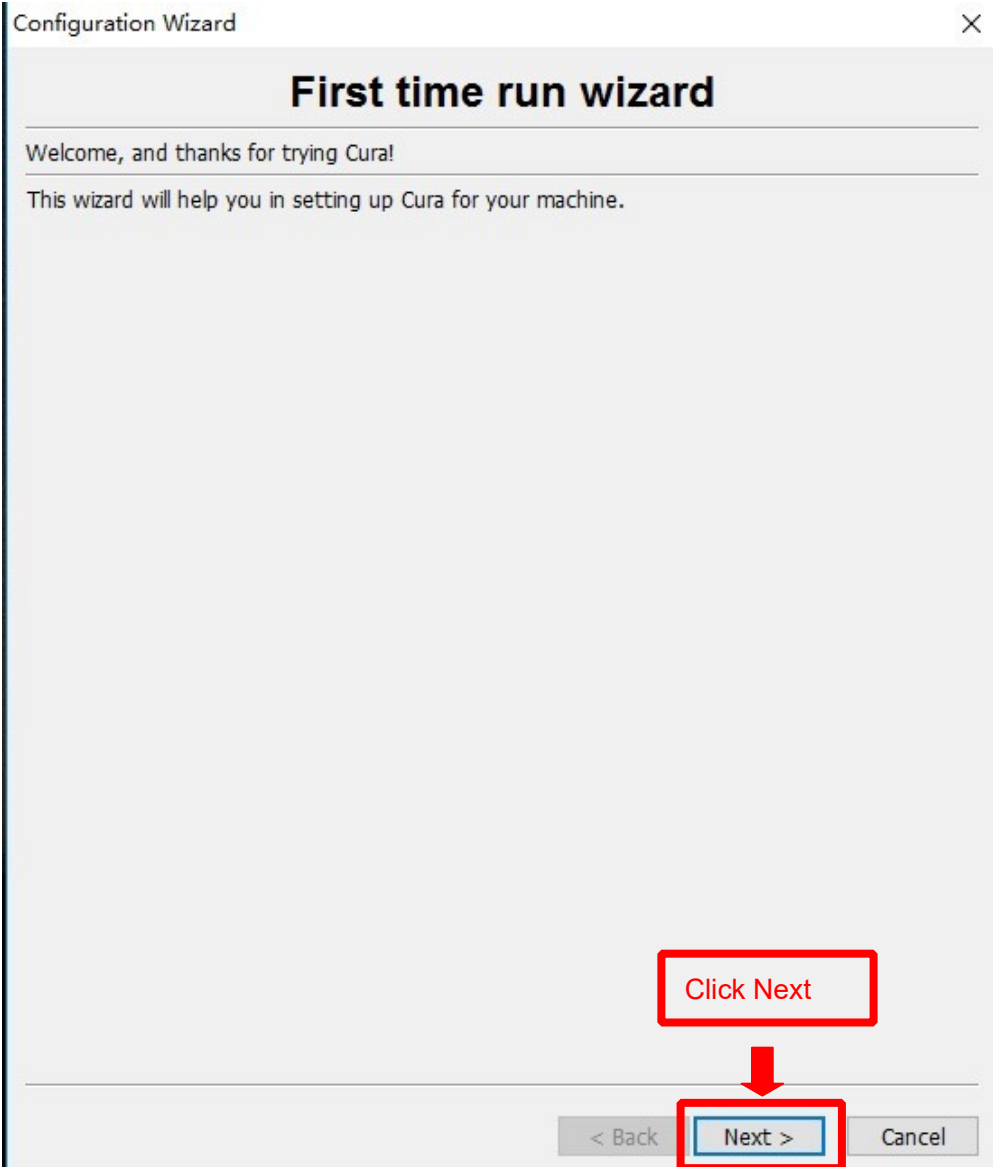 Configuration Wizard
First time run wizard
Welcome, and thanks for trying Cura!
This wizard will help you in setting up Cura for your machine.
Click Next
< Back
Next >
Cancel